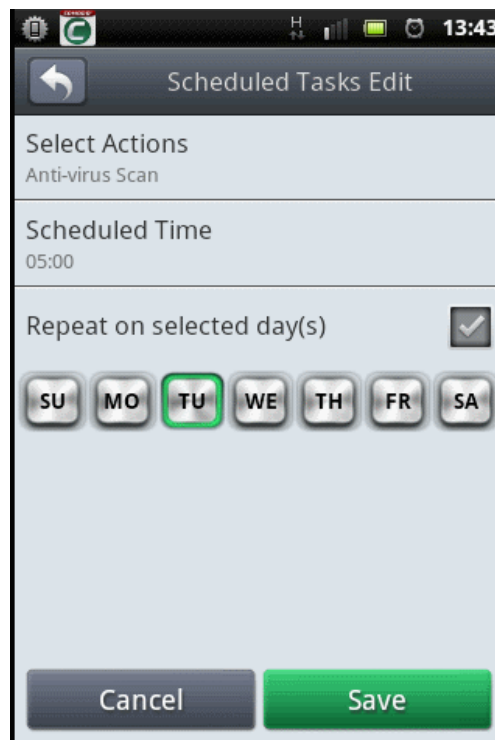 H 13:43
Scheduled Tasks Edit
Select Actions
Anti-virus Scan
Scheduled Time
05:00
Repeat on selected day(s)
SU MO TU WE TH FR SA
Cancel Save